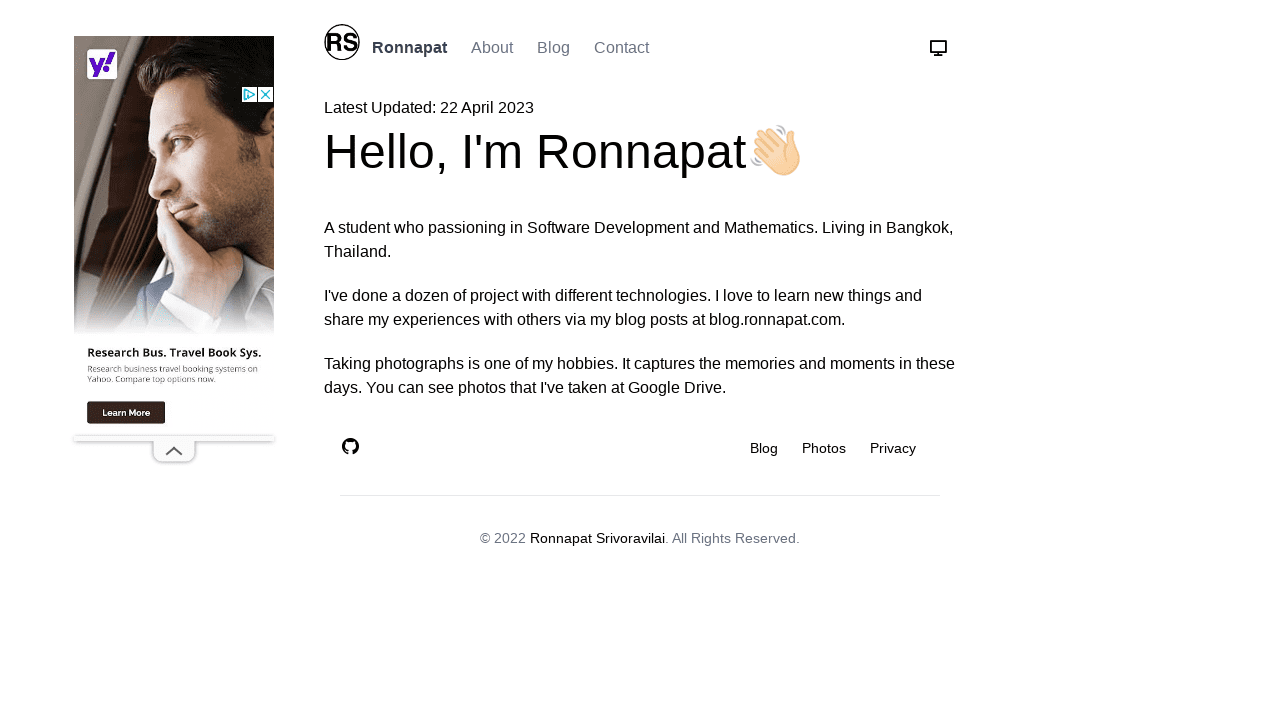 RS
Ronnapat About Blog Contact
y!
Latest Updated: 22 April 2023
Hello, I'm Ronnapat👋🏻
A student who passioning in Software Development and Mathematics. Living in Bangkok,
Thailand.
I've done a dozen of project with different technologies. I love to learn new things and
share my experiences with others via my blog posts at blog.ronnapat.com.
Taking photographs is one of my hobbies. It captures the memories and moments in these
days. You can see photos that I've taken at Google Drive.
Research Bus. Travel Book Sys.
Research business travel booking systems on
Yahoo. Compare top options now.
Learn More
Blog Photos Privacy
© 2022 Ronnapat Srivoravilai. All Rights Reserved.